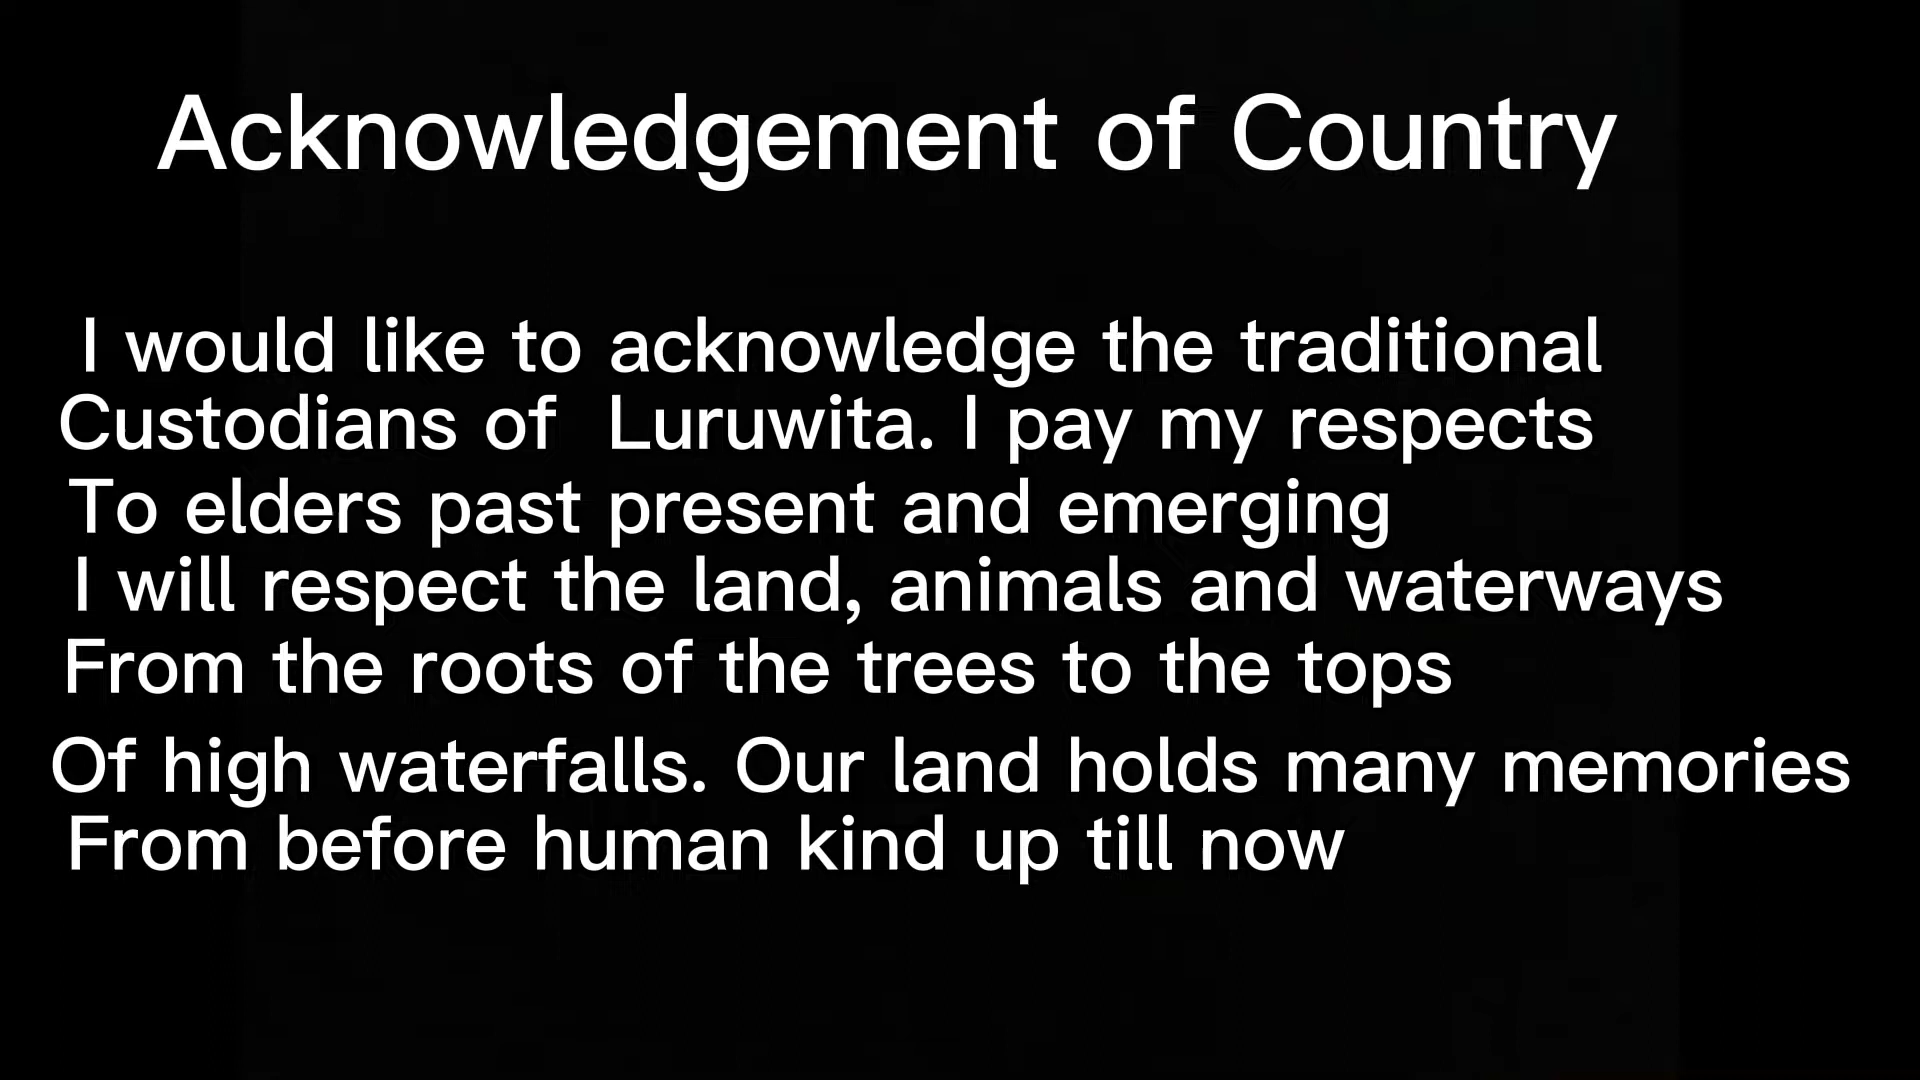 Acknowledgement of Country
I would like to acknowledge the traditional
Custodians of  Luruwita. I pay my respects
To elders past present and emerging
I will respect the land, animals and waterways
From the roots of the trees to the tops
Of high waterfalls. Our land holds many memories
From before human kind up till now